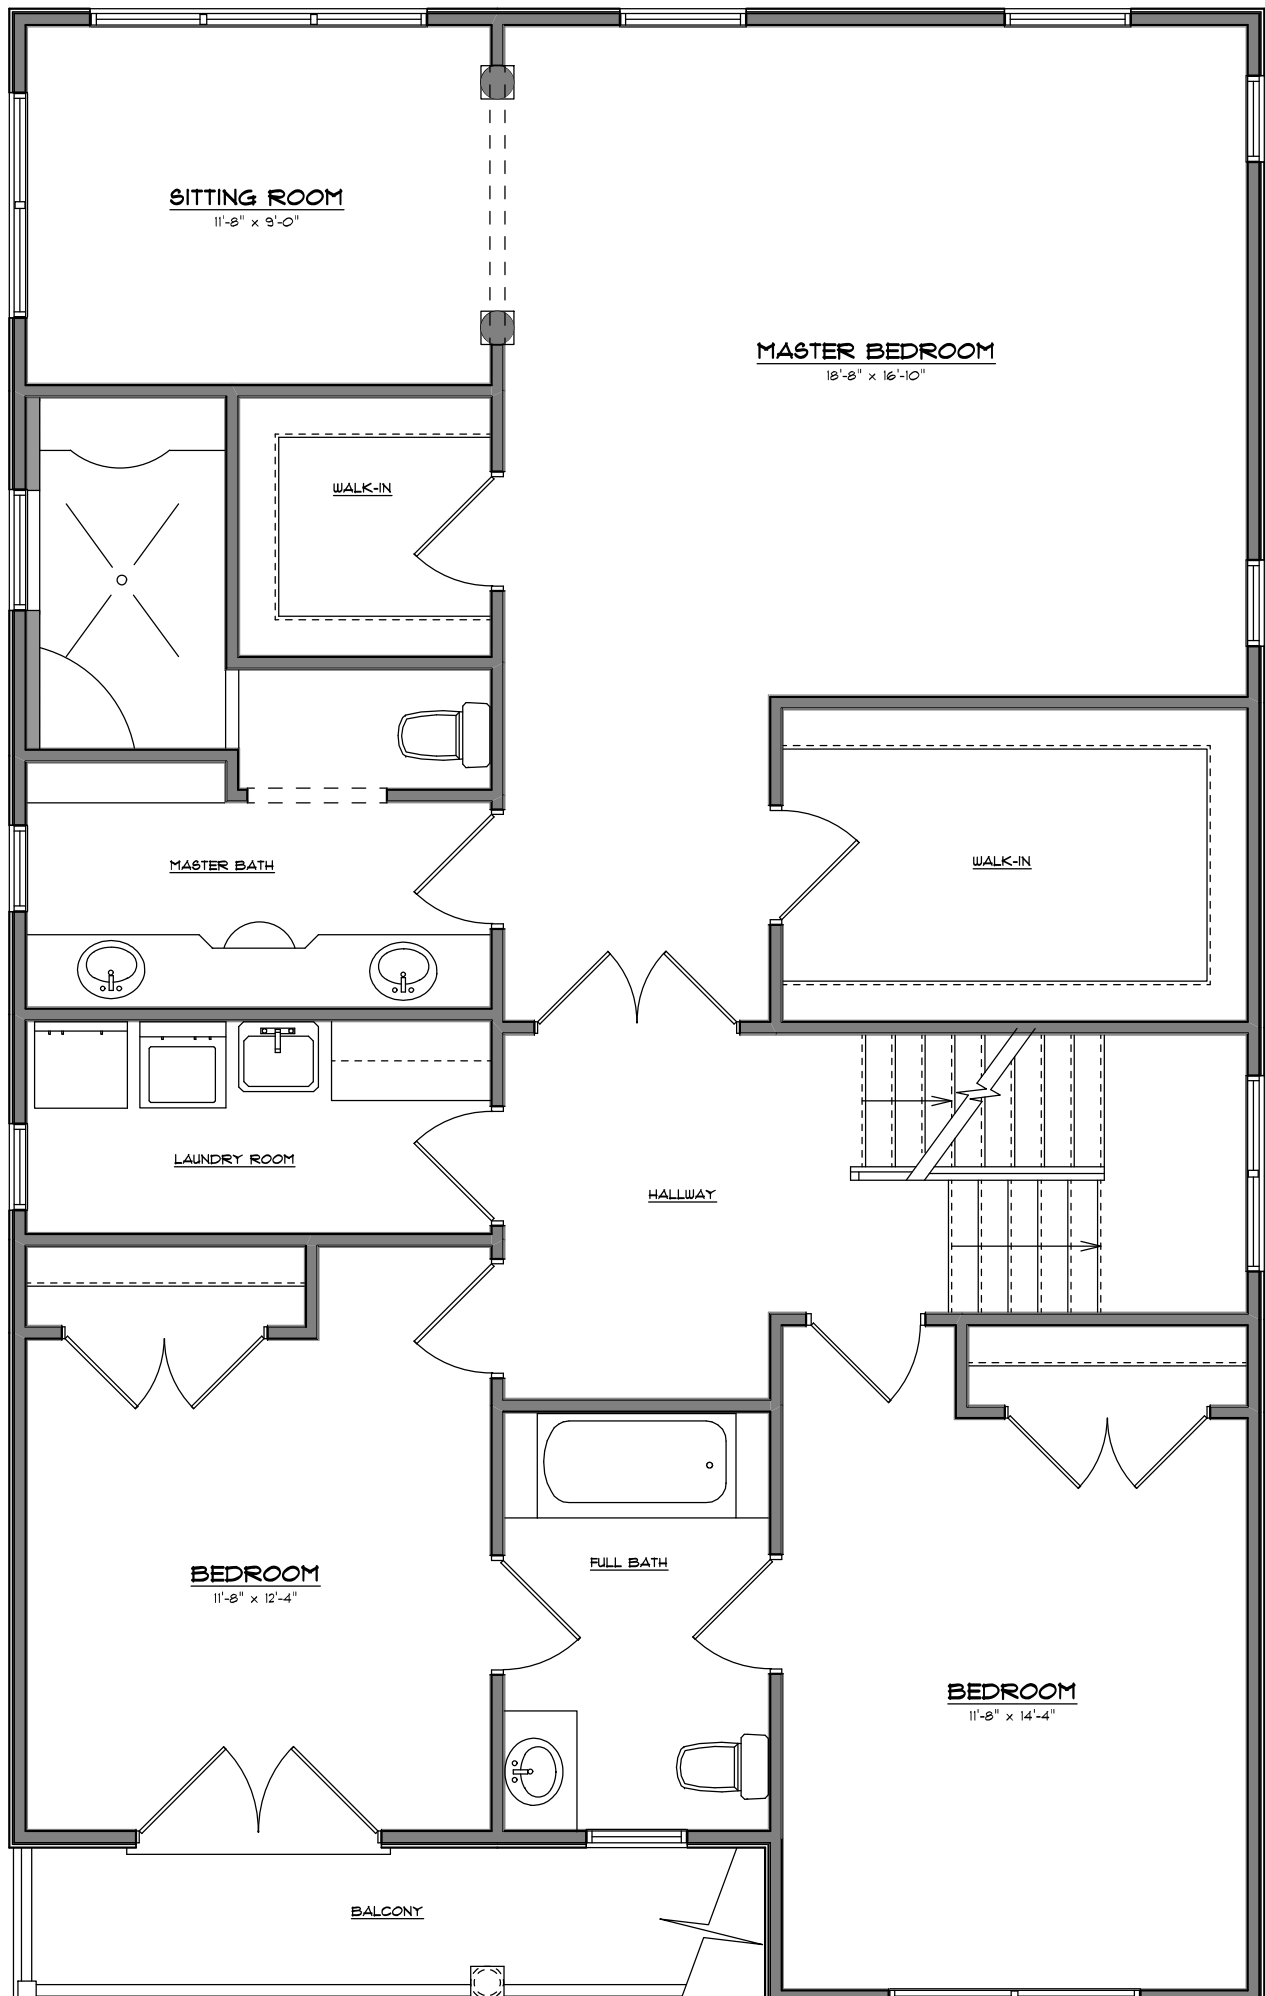 SITTING ROOM
11'-8" x 9'-0"
MASTER BEDROOM
18'-8" x 16'-10"
WALK-IN
MASTER BATH
WALK-IN
LAUNDRY ROOM
HALLWAY
FULL BATH
BEDROOM
11'-8" x 12'-4"
BEDROOM
11'-8" x 14'-4"
BALCONY